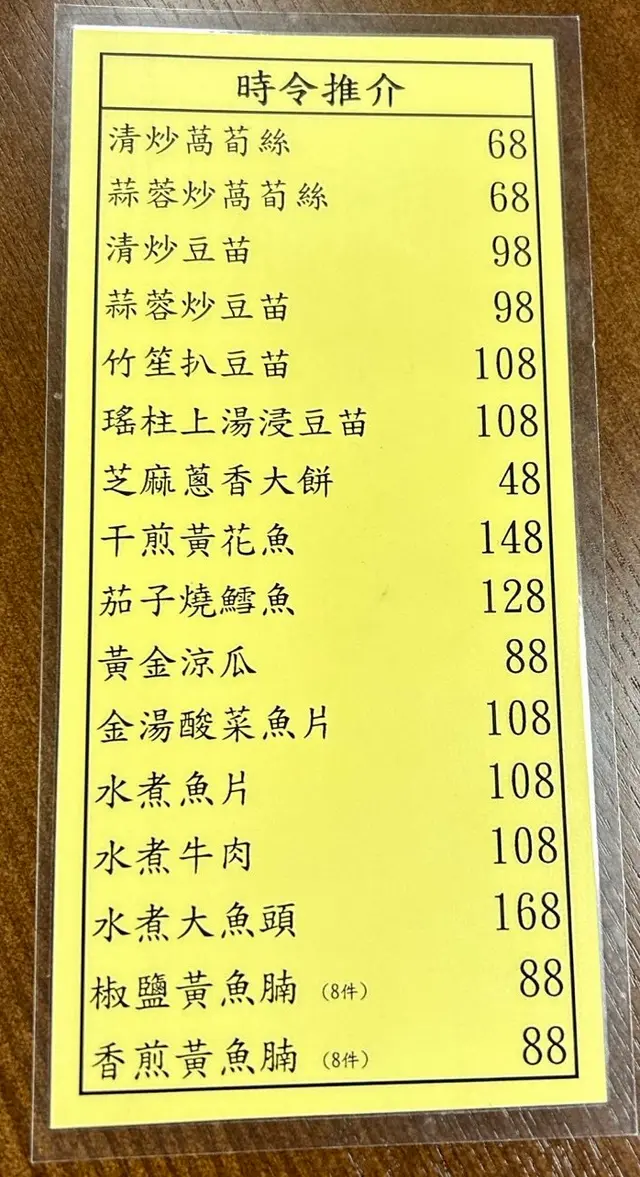 時令推介
清炒萵荀絲 68
蒜蓉炒萵荀絲 68
清炒豆苗 98
蒜蓉炒豆苗 98
竹笙扒豆苗 108
瑤柱上湯浸豆苗 108
芝麻蔥香大餅 48
干煎黃花魚 148
茄子燒鱈魚 128
黃金涼瓜 88
金湯酸菜魚片 108
水煮魚片 108
水煮牛肉 108
水煮大魚頭 168
椒鹽黃魚腩 (8件) 88
香煎黃魚腩 (8件) 88